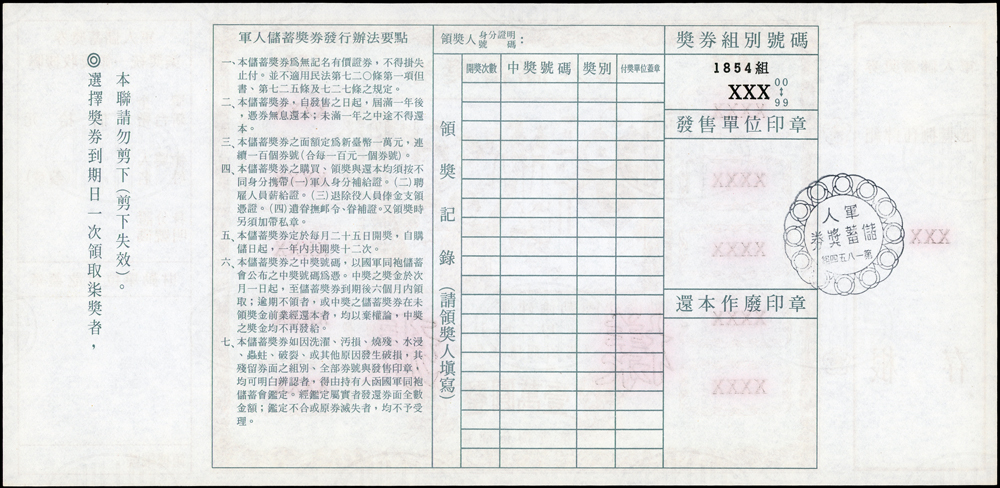 本聯請勿剪下(剪下失效)。
◎選擇獎券到期日一次領取柒獎者，
軍人儲蓄獎券發行辦法要點
一、本儲蓄獎券爲無記名有價證券，不得掛失
止付。並不適用民法第七二〇條第一項但
書、第七二五條及七二七條之規定。
二、本儲蓄獎券，自發售之日起，屆滿一年後
，憑券無息還本；未滿一年之中途不得還
本。
三、本儲蓄獎券之面額定爲新臺幣一萬元，連
續一百個券號(合每一百元一個券號)。
四、本儲蓄獎券之購買、領獎與還本均須按不
同身分攜帶(一)軍人身分補給證。(二)聘
雇人員薪給證。(三)退除役人員俸金支領
憑證。(四)遺眷撫卹令、眷補證。又領獎時
另須加帶私章。
五、本儲蓄獎券定於每月二十五日開獎，自購
儲日起，一年內共開獎十二次。
六、本儲蓄獎券之中獎號碼，以國軍同袍儲蓄
會公布之中獎號碼爲憑。中獎之獎金於次
月一日起，至儲蓄獎券到期後六個月內領
取；逾期不領者，或中獎之儲蓄獎券在未
領獎金前業經還本者，均以棄權論，中獎
之獎金均不再發給。
七、本儲蓄獎券如因洗濯、污損、燒殘、水浸
、蟲蛀、破裂、或其他原因發生破損，其
殘留券面之組別、全部券號與發售印章，
均可明白辨認者，得由持有人函國軍同袍
儲蓄會鑑定。經鑑定屬實者發還券面全數
金額；鑑定不合或原券滅失者，均不予受
理。
領獎人身分證明號碼：
領獎記錄(請領獎人填寫)
開獎次數 中獎號碼 獎別 付獎單位蓋章
獎券組別號碼
1854組
XXX 00↕99
發售單位印章
還本作廢印章
軍人
儲蓄獎券
第一八五四組
XXX
XXXX
XXXX
XXXX
XXXX
XXXX